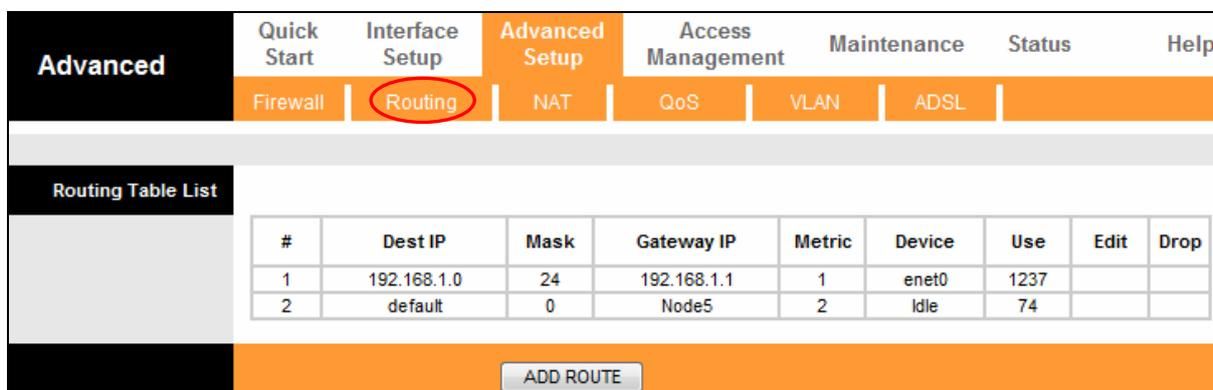 Advanced
Quick Start
Interface Setup
Advanced Setup
Access Management
Maintenance
Status
Help
Firewall Routing NAT QoS VLAN ADSL
Routing Table List
# Dest IP Mask Gateway IP Metric Device Use Edit Drop
1 192.168.1.0 24 192.168.1.1 1 enet0 1237
2 default 0 Node5 2 Idle 74
ADD ROUTE